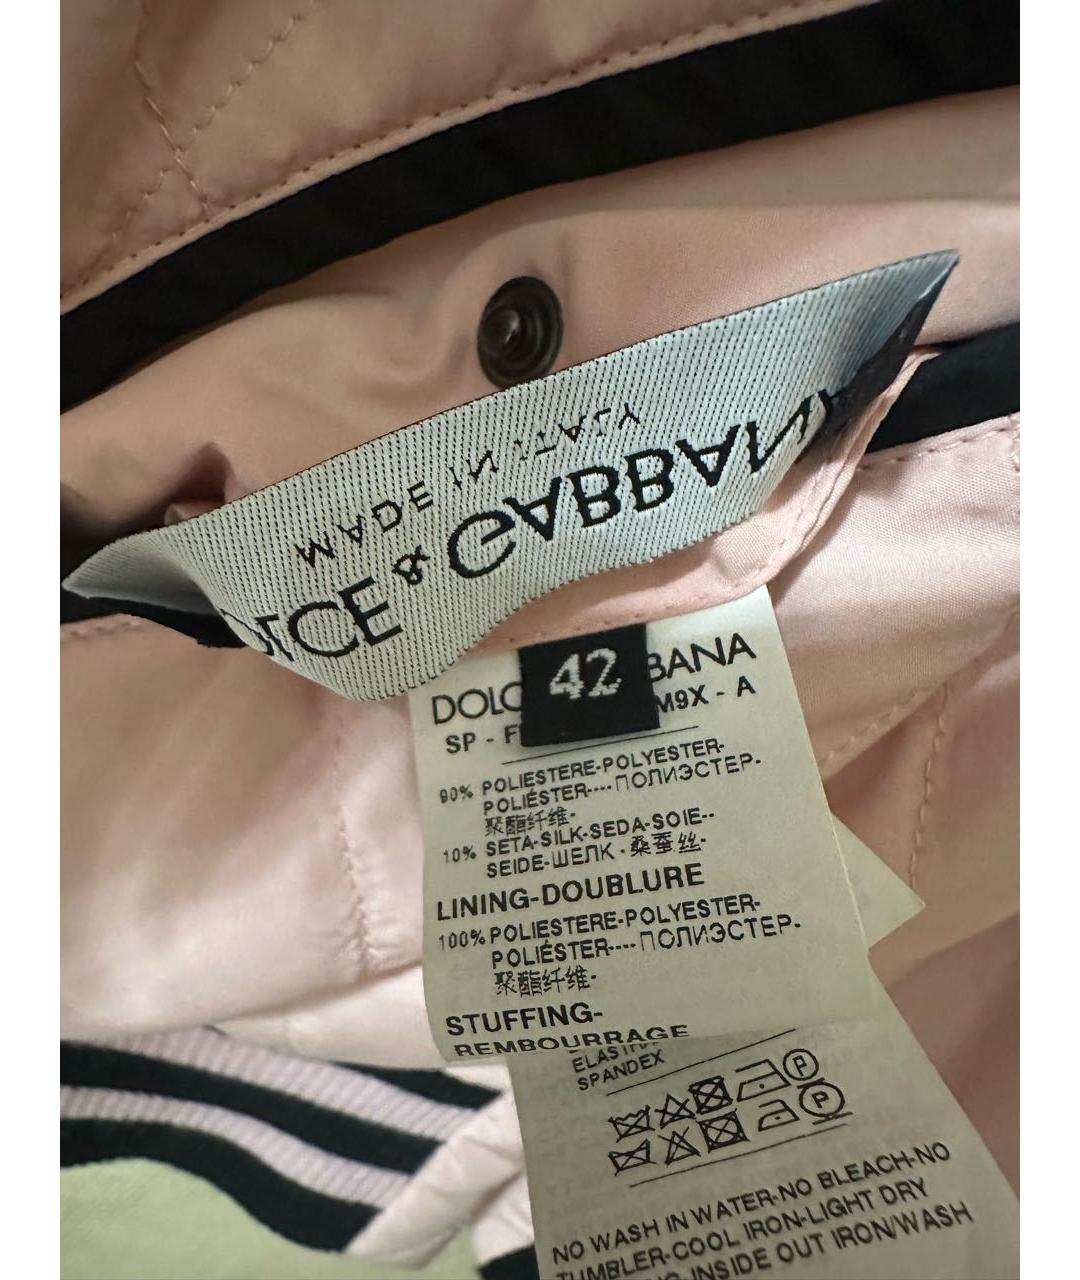 MADE IN ITALY
DOLCE & GABBANA
42
DOLC BANA
SP - F M9X - A
90% POLIESTERE-POLYESTER-
POLIÉSTER----ПОЛИЭСТЕР-
聚酯纤维-
10% SETA-SILK-SEDA-SOIE--
SEIDE-ШЕЛК - 桑蚕丝-
LINING-DOUBLURE
100% POLIESTERE-POLYESTER-
POLIÉSTER----ПОЛИЭСТЕР-
聚酯纤维-
STUFFING-
REMBOURRAGE
SPANDEX
P
P
NO WASH IN WATER-NO BLEACH-NO
TUMBLER-COOL IRON-LIGHT DRY
INSIDE OUT IRON/WASH